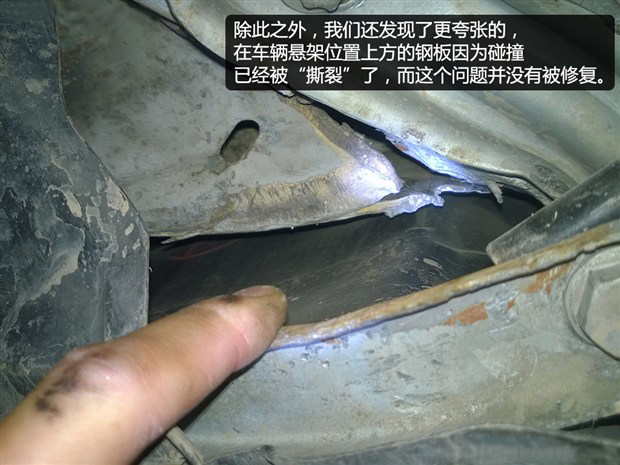 除此之外，我们还发现了更夸张的，
在车辆悬架位置上方的钢板因为碰撞
已经被“撕裂”了，而这个问题并没有被修复。